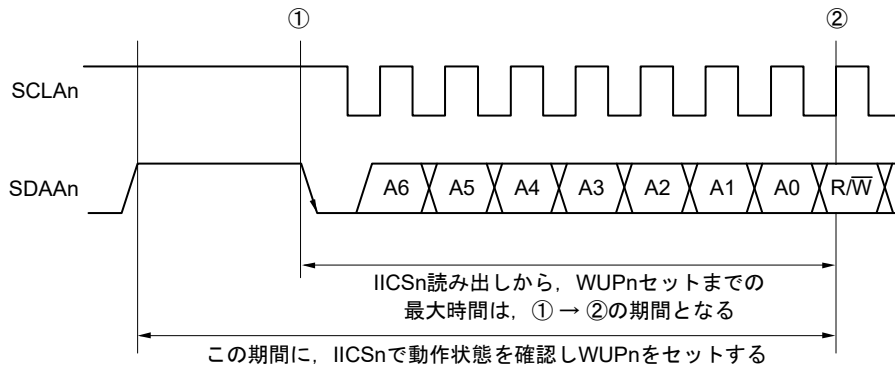 ① ②
SCLAn
SDAAn A6 A5 A4 A3 A2 A1 A0 R/W̅
IICSn読み出しから，WUPnセットまでの
最大時間は，① → ②の期間となる
この期間に，IICSnで動作状態を確認しWUPnをセットする